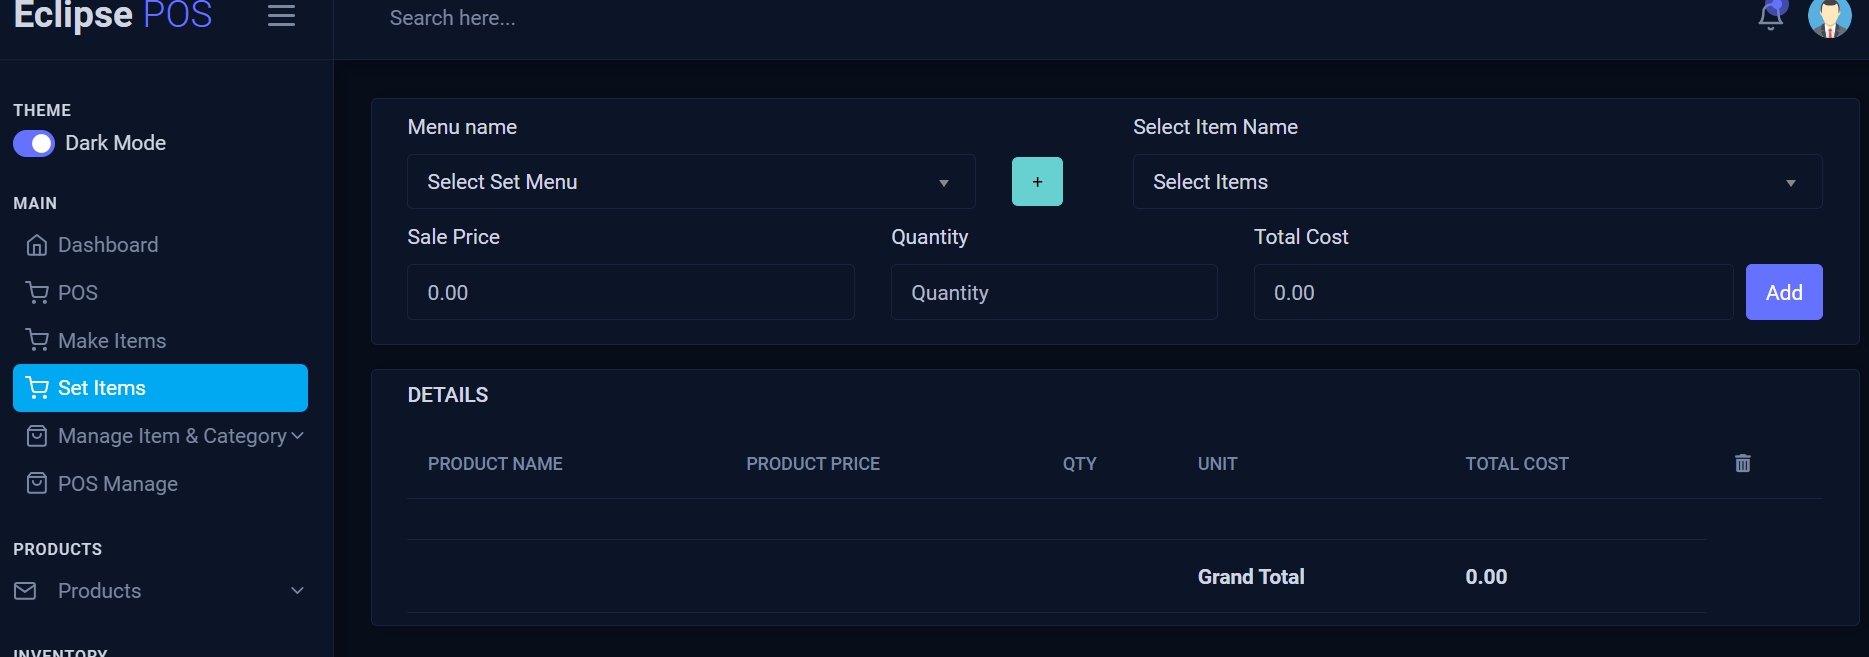 Eclipse POS
Search here...
THEME
Dark Mode
MAIN
Dashboard
POS
Make Items
Set Items
Manage Item & Category
POS Manage
PRODUCTS
Products
INVENTORY
Menu name
Select Item Name
Select Set Menu
+
Select Items
Sale Price
Quantity
Total Cost
0.00
Quantity
0.00
Add
DETAILS
PRODUCT NAME PRODUCT PRICE QTY UNIT TOTAL COST
Grand Total 0.00